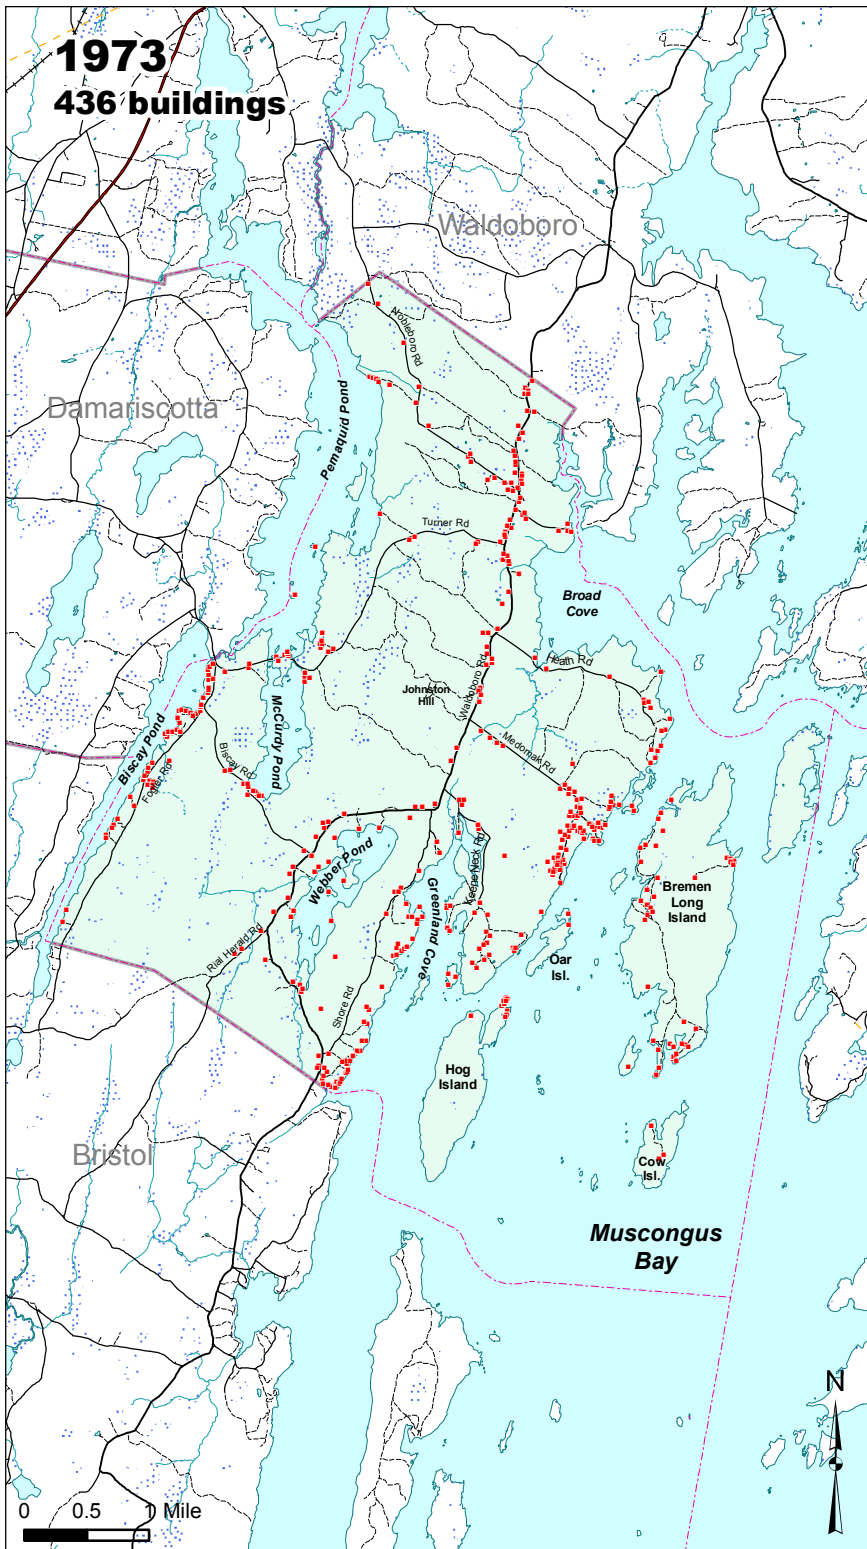 1973
436 buildings
Waldoboro
Nobleboro Rd
Damariscotta
Pemaquid Pond
Turner Rd
Broad
Cove
Heath Rd
Waldoboro Rd
Johnston
Hill
McCurdy Pond
Biscay Pond
Biscay Rd
Fogler Rd
Medomak Rd
Webber Pond
Keene Neck Rd
Greenland Cove
Bremen
Long
Island
Rial Herald Rd
Oar
Isl.
Shore Rd
Hog
Island
Bristol
Cow
Isl.
Muscongus
Bay
N
0 0.5 1 Mile